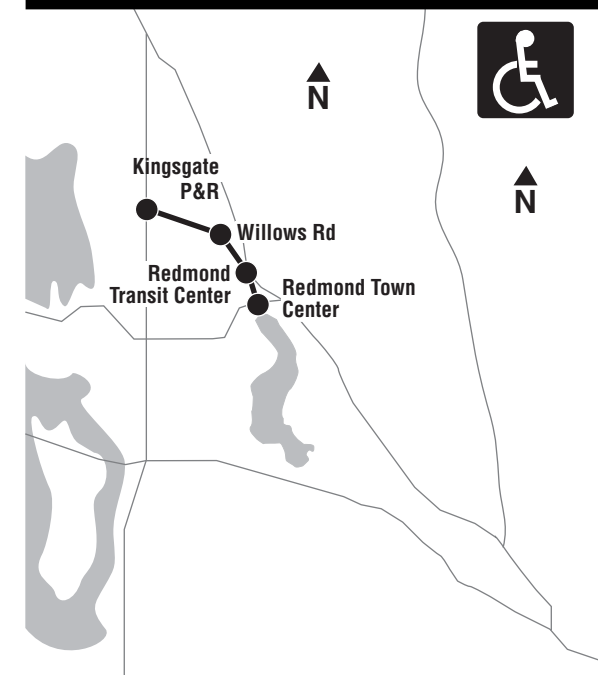 N
N
Kingsgate
P&R
Willows Rd
Redmond
Transit Center
Redmond Town
Center